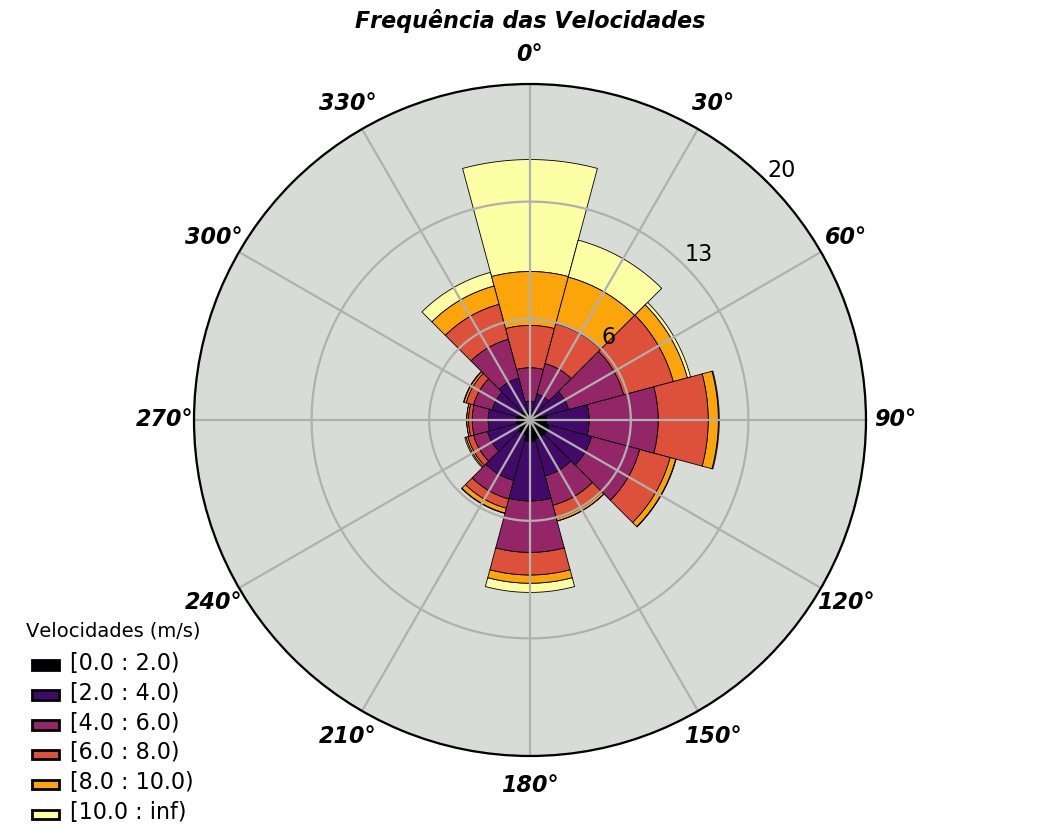 Frequência das Velocidades
0°
330°
30°
20
300°
60°
13
6
270°
90°
240°
120°
Velocidades (m/s)
[0.0 : 2.0)
[2.0 : 4.0)
[4.0 : 6.0)
210°
150°
[6.0 : 8.0)
180°
[8.0 : 10.0)
[10.0 : inf)